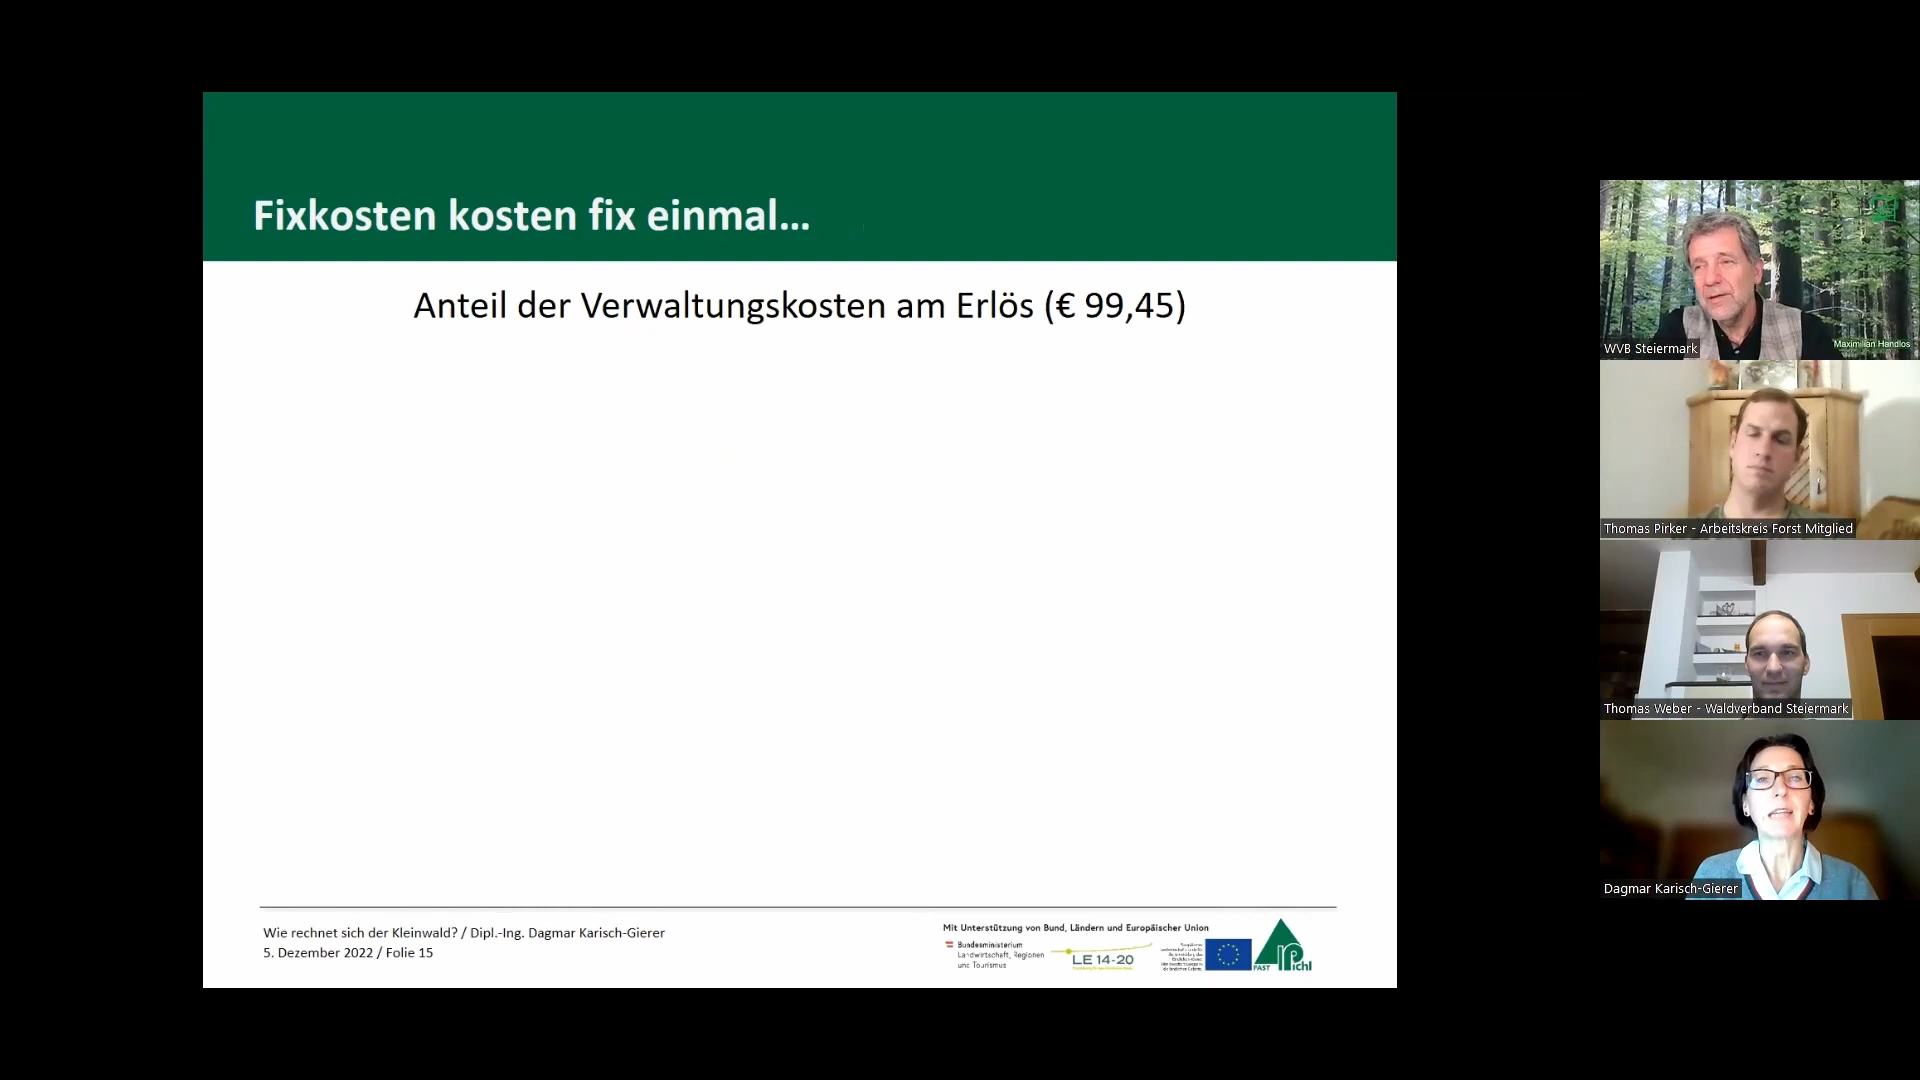 Fixkosten kosten fix einmal...
Anteil der Verwaltungskosten am Erlös (€ 99,45)
Wie rechnet sich der Kleinwald? / Dipl.-Ing. Dagmar Karisch-Gierer
5. Dezember 2022 / Folie 15
Mit Unterstützung von Bund, Ländern und Europäischer Union
Bundesministerium
Landwirtschaft, Regionen
und Tourismus
LE 14-20
PAST
Pichl
WVB Steiermark
Maximilian Handlos
Thomas Pirker - Arbeitskreis Forst Mitglied
Thomas Weber - Waldverband Steiermark
Dagmar Karisch-Gierer